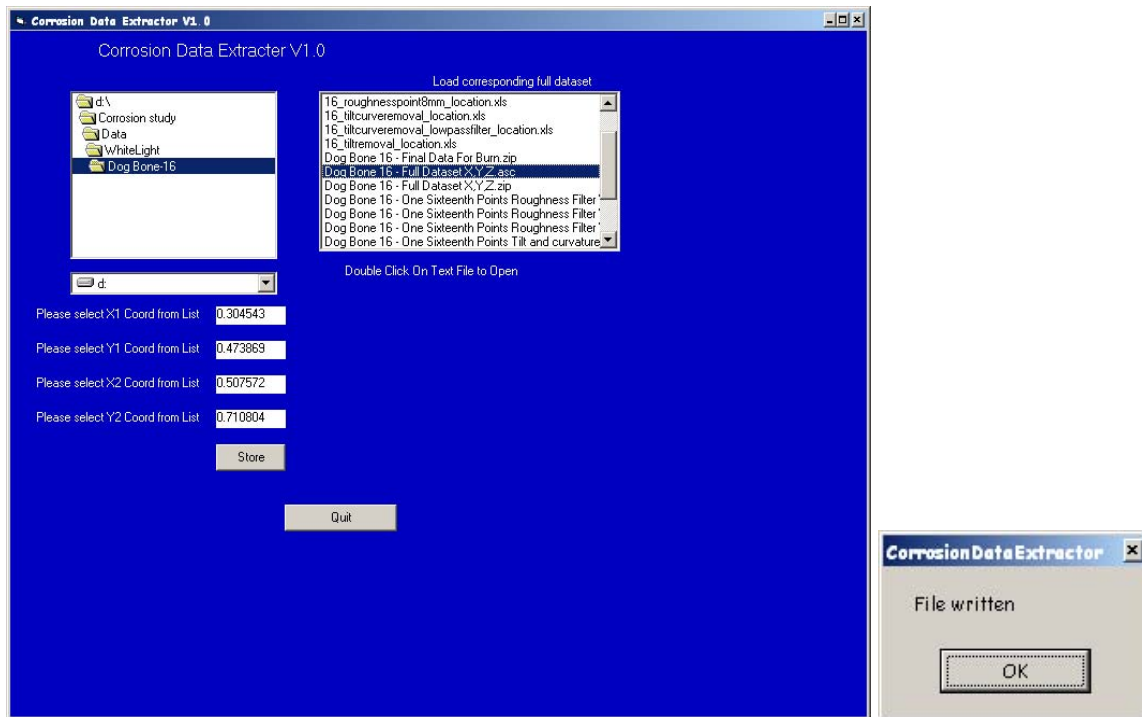 Corrosion Data Extractor V1.0
Corrosion Data Extracter V1.0
Load corresponding full dataset
d:\
Corrosion study
Data
WhiteLight
Dog Bone-16
16_roughnesspoint8mm_location.xls
16_tiltcurveremoval_location.xls
16_tiltcurveremoval_lowpassfilter_location.xls
16_tiltremoval_location.xls
Dog Bone 16 - Final Data For Burn.zip
Dog Bone 16 - Full Dataset X,Y,Z.asc
Dog Bone 16 - Full Dataset X,Y,Z.zip
Dog Bone 16 - One Sixteenth Points Roughness Filter
Dog Bone 16 - One Sixteenth Points Roughness Filter
Dog Bone 16 - One Sixteenth Points Roughness Filter
Dog Bone 16 - One Sixteenth Points Tilt and curvature
d:
Double Click On Text File to Open
Please select X1 Coord from List 0.304543
Please select Y1 Coord from List 0.473869
Please select X2 Coord from List 0.507572
Please select Y2 Coord from List 0.710804
Store
Quit
CorrosionDataExtractor
File written
OK